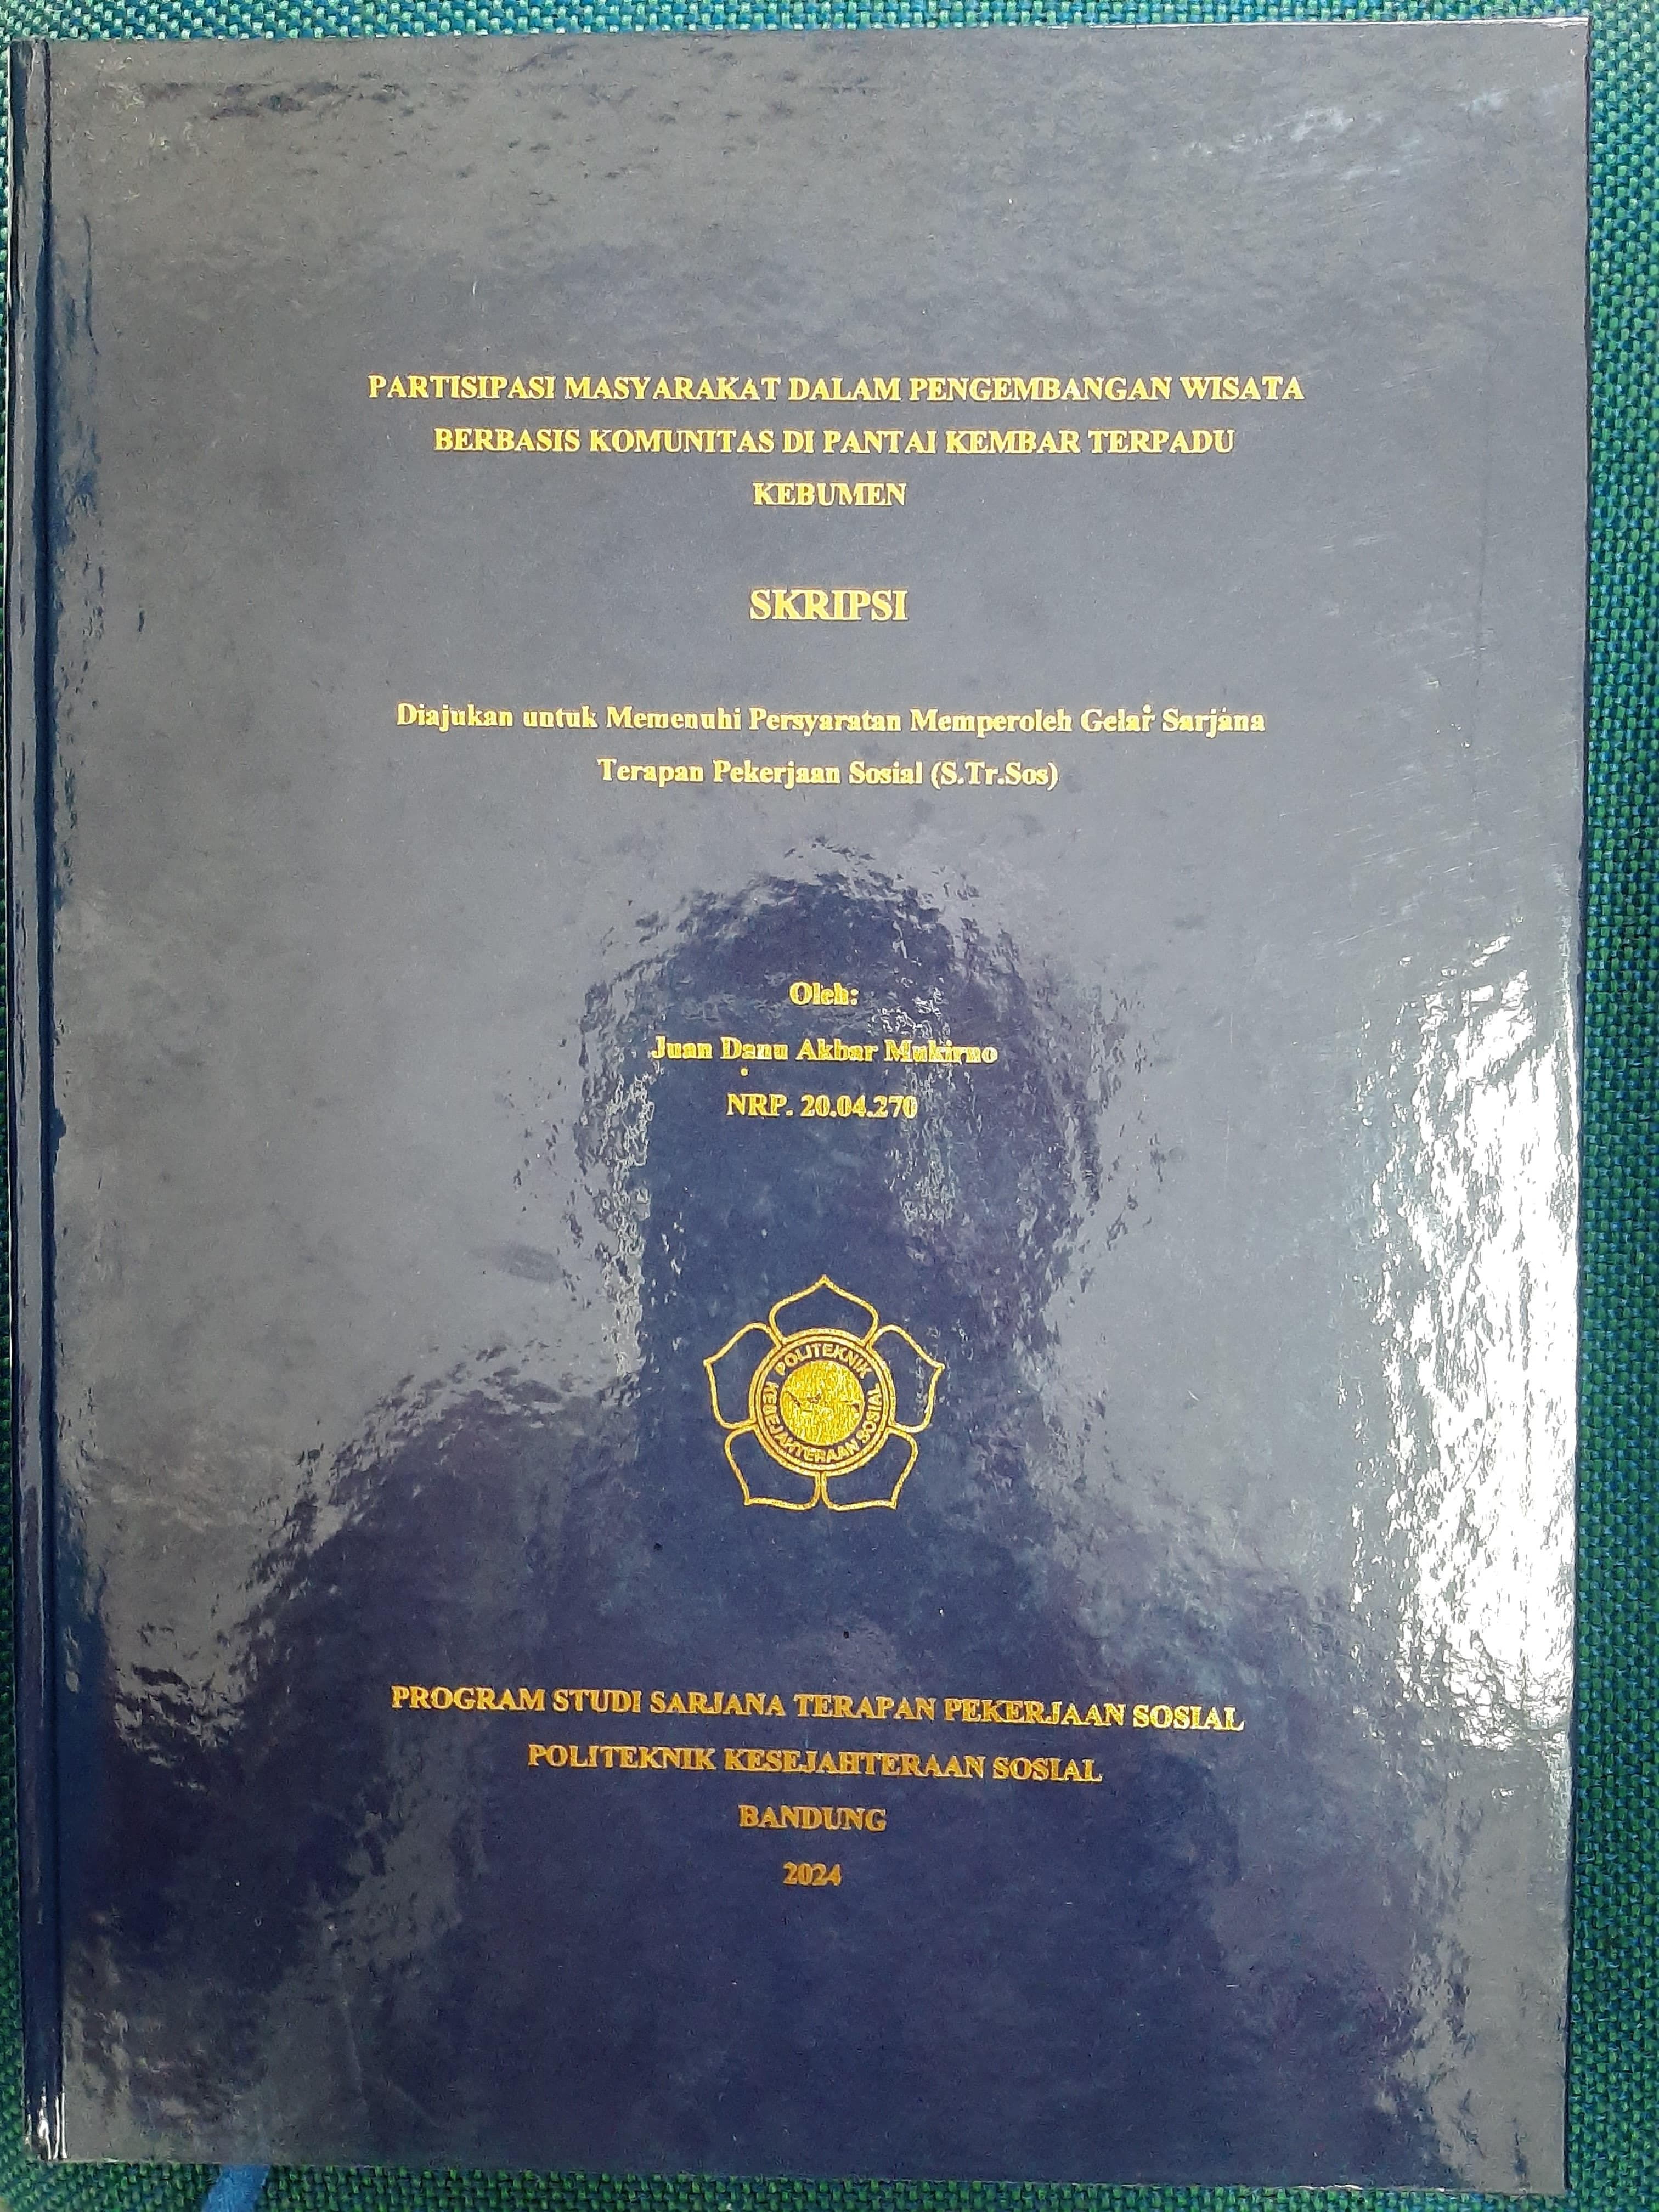 PARTISIPASI MASYARAKAT DALAM PENGEMBANGAN WISATA
BERBASIS KOMUNITAS DI PANTAI KEMBAR TERPADU
KEBUMEN
SKRIPSI
Diajukan untuk Memenuhi Persyaratan Memperoleh Gelar Sarjana
Terapan Pekerjaan Sosial (S.Tr.Sos)
Oleh:
Juan Danu Akbar Mukirno
NRP. 20.04.270
POLITEKNIK
KESEJAHTERAAN SOSIAL
PROGRAM STUDI SARJANA TERAPAN PEKERJAAN SOSIAL
POLITEKNIK KESEJAHTERAAN SOSIAL
BANDUNG
2024